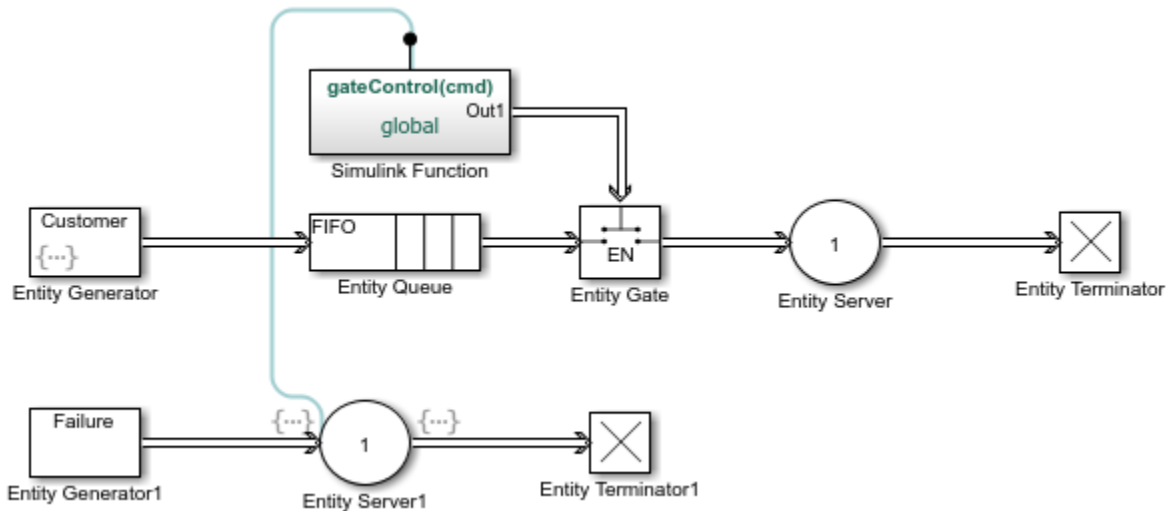 gateControl(cmd)
Out1
global
Simulink Function
Customer
{...}
Entity Generator
FIFO
Entity Queue
EN
Entity Gate
1
Entity Server
Entity Terminator
Failure
Entity Generator1
{...}
1
{...}
Entity Server1
Entity Terminator1